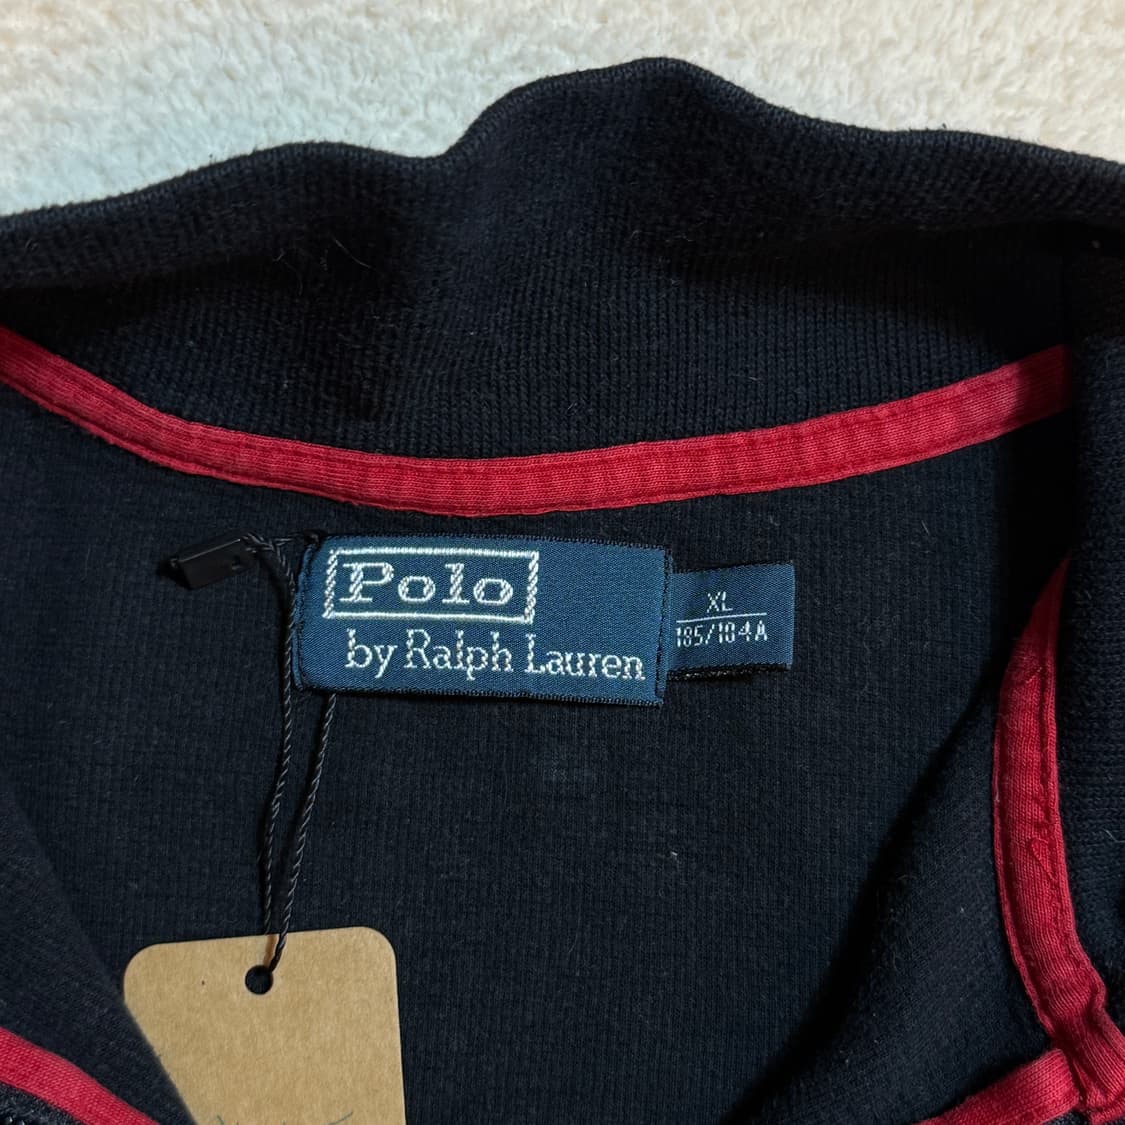 Polo
by Ralph Lauren
XL
185/104A